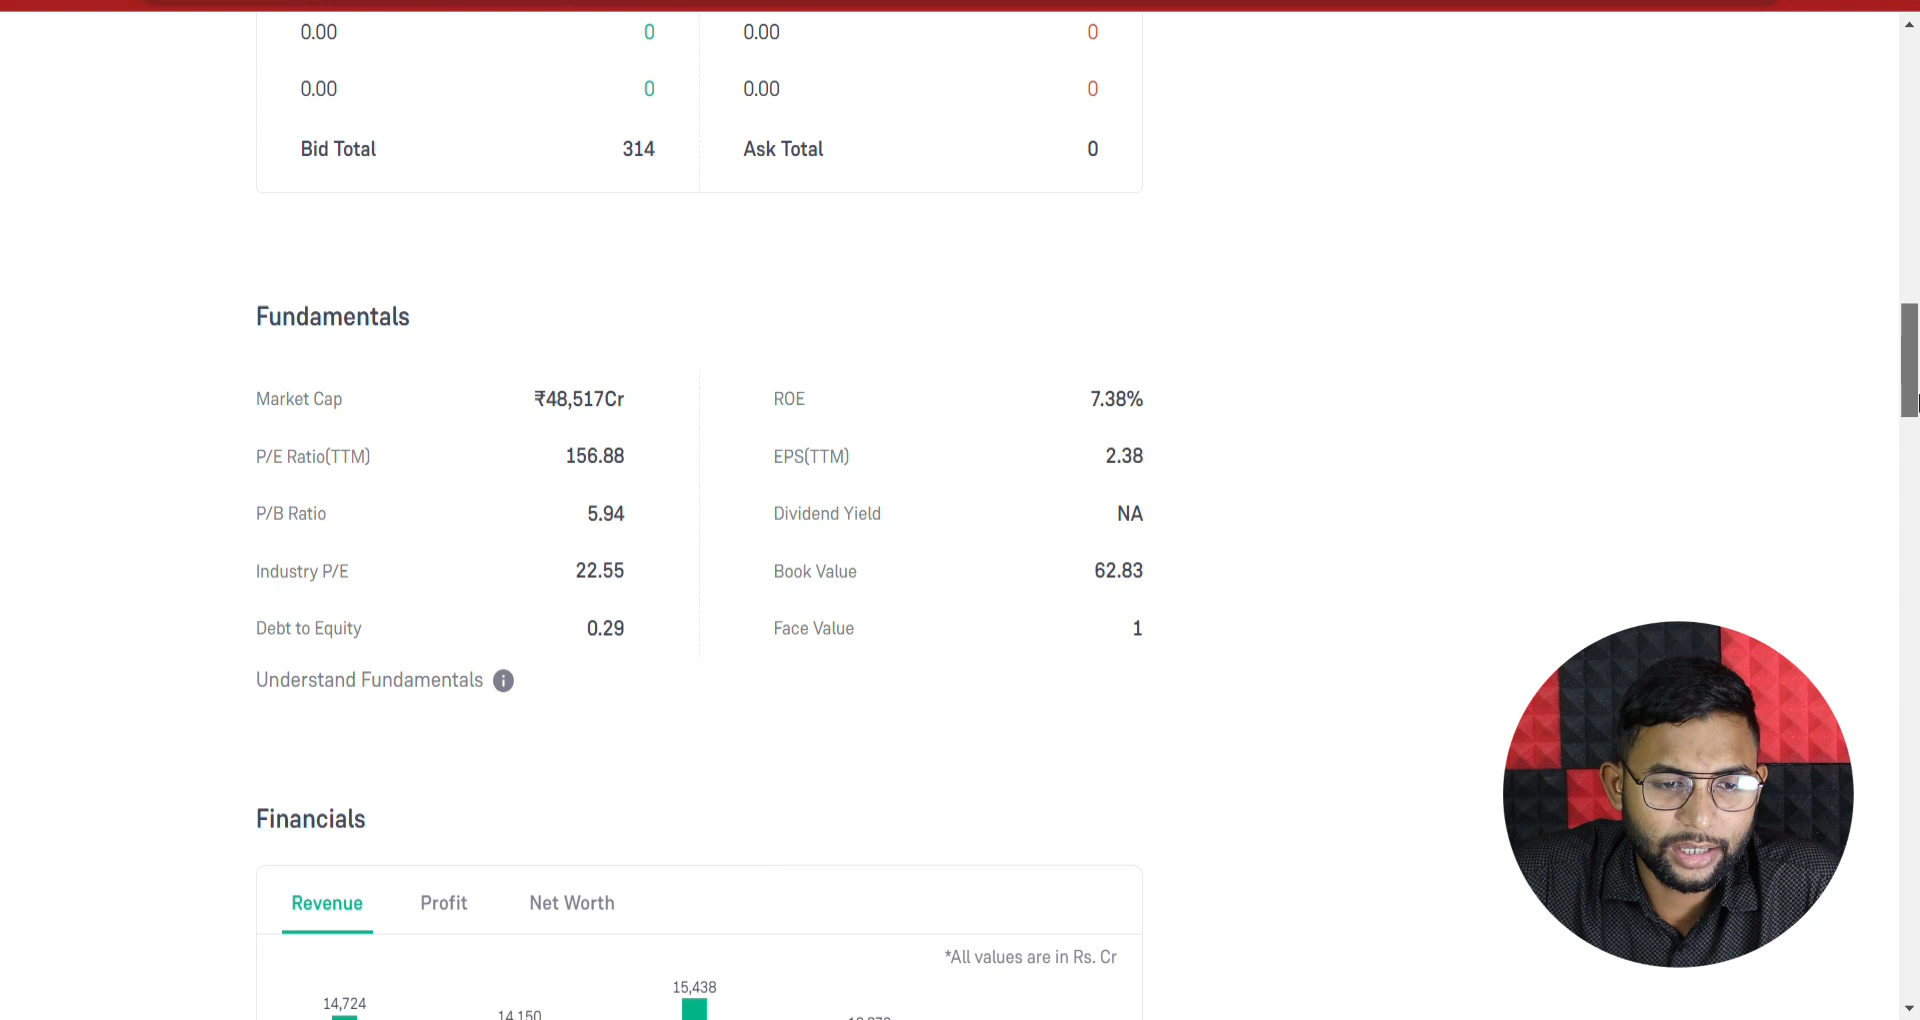 0.00 0 0.00 0
0.00 0 0.00 0
Bid Total 314 Ask Total 0
Fundamentals
Market Cap ₹48,517Cr ROE 7.38%
P/E Ratio(TTM) 156.88 EPS(TTM) 2.38
P/B Ratio 5.94 Dividend Yield NA
Industry P/E 22.55 Book Value 62.83
Debt to Equity 0.29 Face Value 1
Understand Fundamentals i
Financials
Revenue Profit Net Worth
*All values are in Rs. Cr
15,438
14,724
14,150